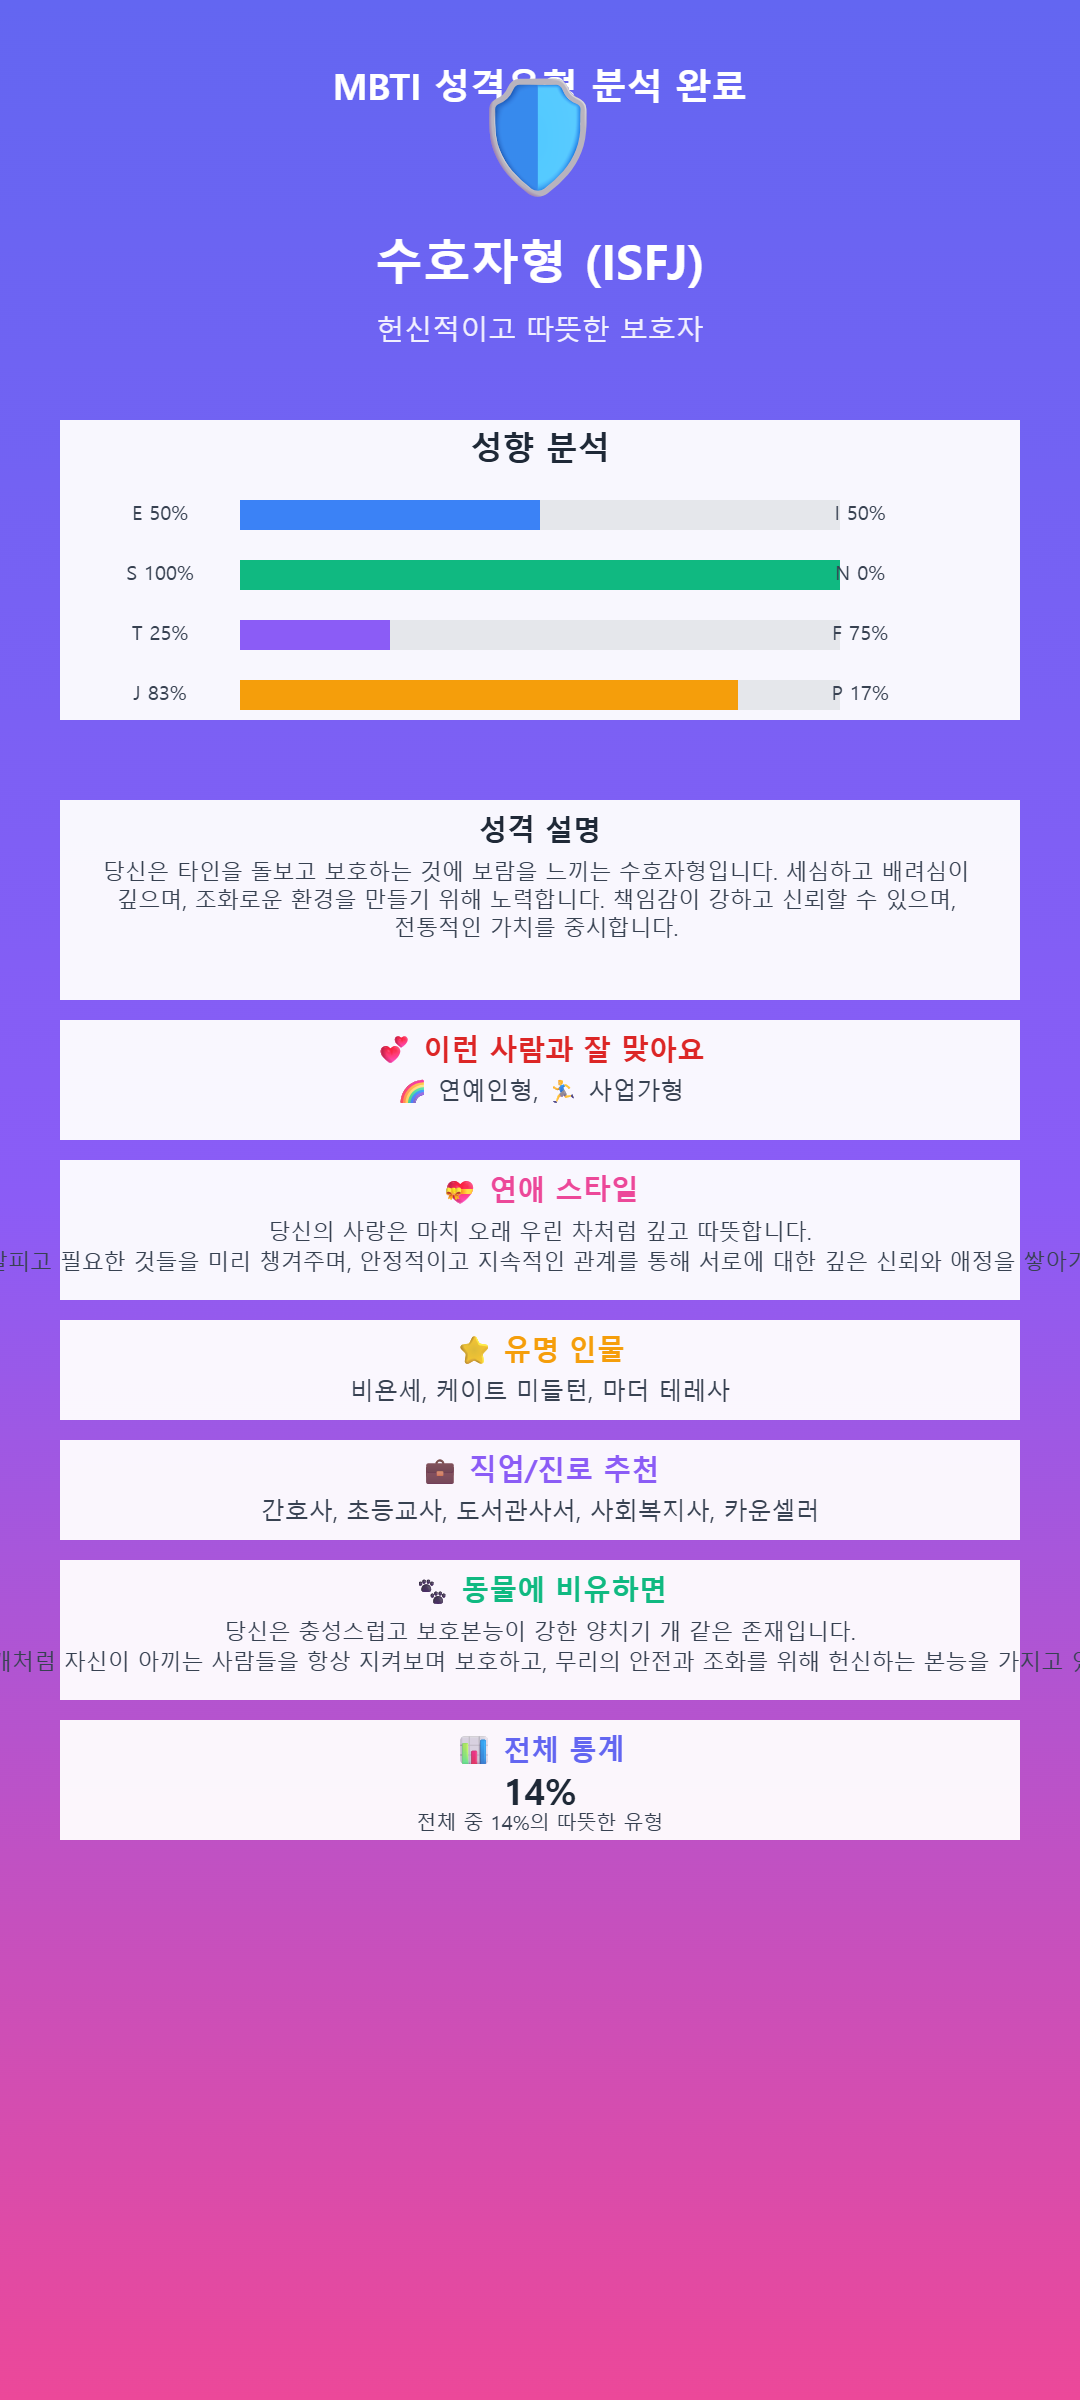 MBTI 성격유형 분석 완료
수호자형 (ISFJ)
헌신적이고 따뜻한 보호자
성향 분석
E 50% I 50%
S 100% N 0%
T 25% F 75%
J 83% P 17%
성격 설명
당신은 타인을 돌보고 보호하는 것에 보람을 느끼는 수호자형입니다. 세심하고 배려심이
깊으며, 조화로운 환경을 만들기 위해 노력합니다. 책임감이 강하고 신뢰할 수 있으며,
전통적인 가치를 중시합니다.
💕 이런 사람과 잘 맞아요
🌈 연예인형, 🏃 사업가형
💝 연애 스타일
당신의 사랑은 마치 오래 우린 차처럼 깊고 따뜻합니다.
필요한 것들을 미리 챙겨주며, 안정적이고 지속적인 관계를 통해 서로에 대한 깊은 신뢰와 애정을
⭐ 유명 인물
비욘세, 케이트 미들턴, 마더 테레사
💼 직업/진로 추천
간호사, 초등교사, 도서관사서, 사회복지사, 카운셀러
🐾 동물에 비유하면
당신은 충성스럽고 보호본능이 강한 양치기 개 같은 존재입니다.
자신이 아끼는 사람들을 항상 지켜보며 보호하고, 무리의 안전과 조화를 위해 헌신하는 본능을 가지고
📊 전체 통계
14%
전체 중 14%의 따뜻한 유형